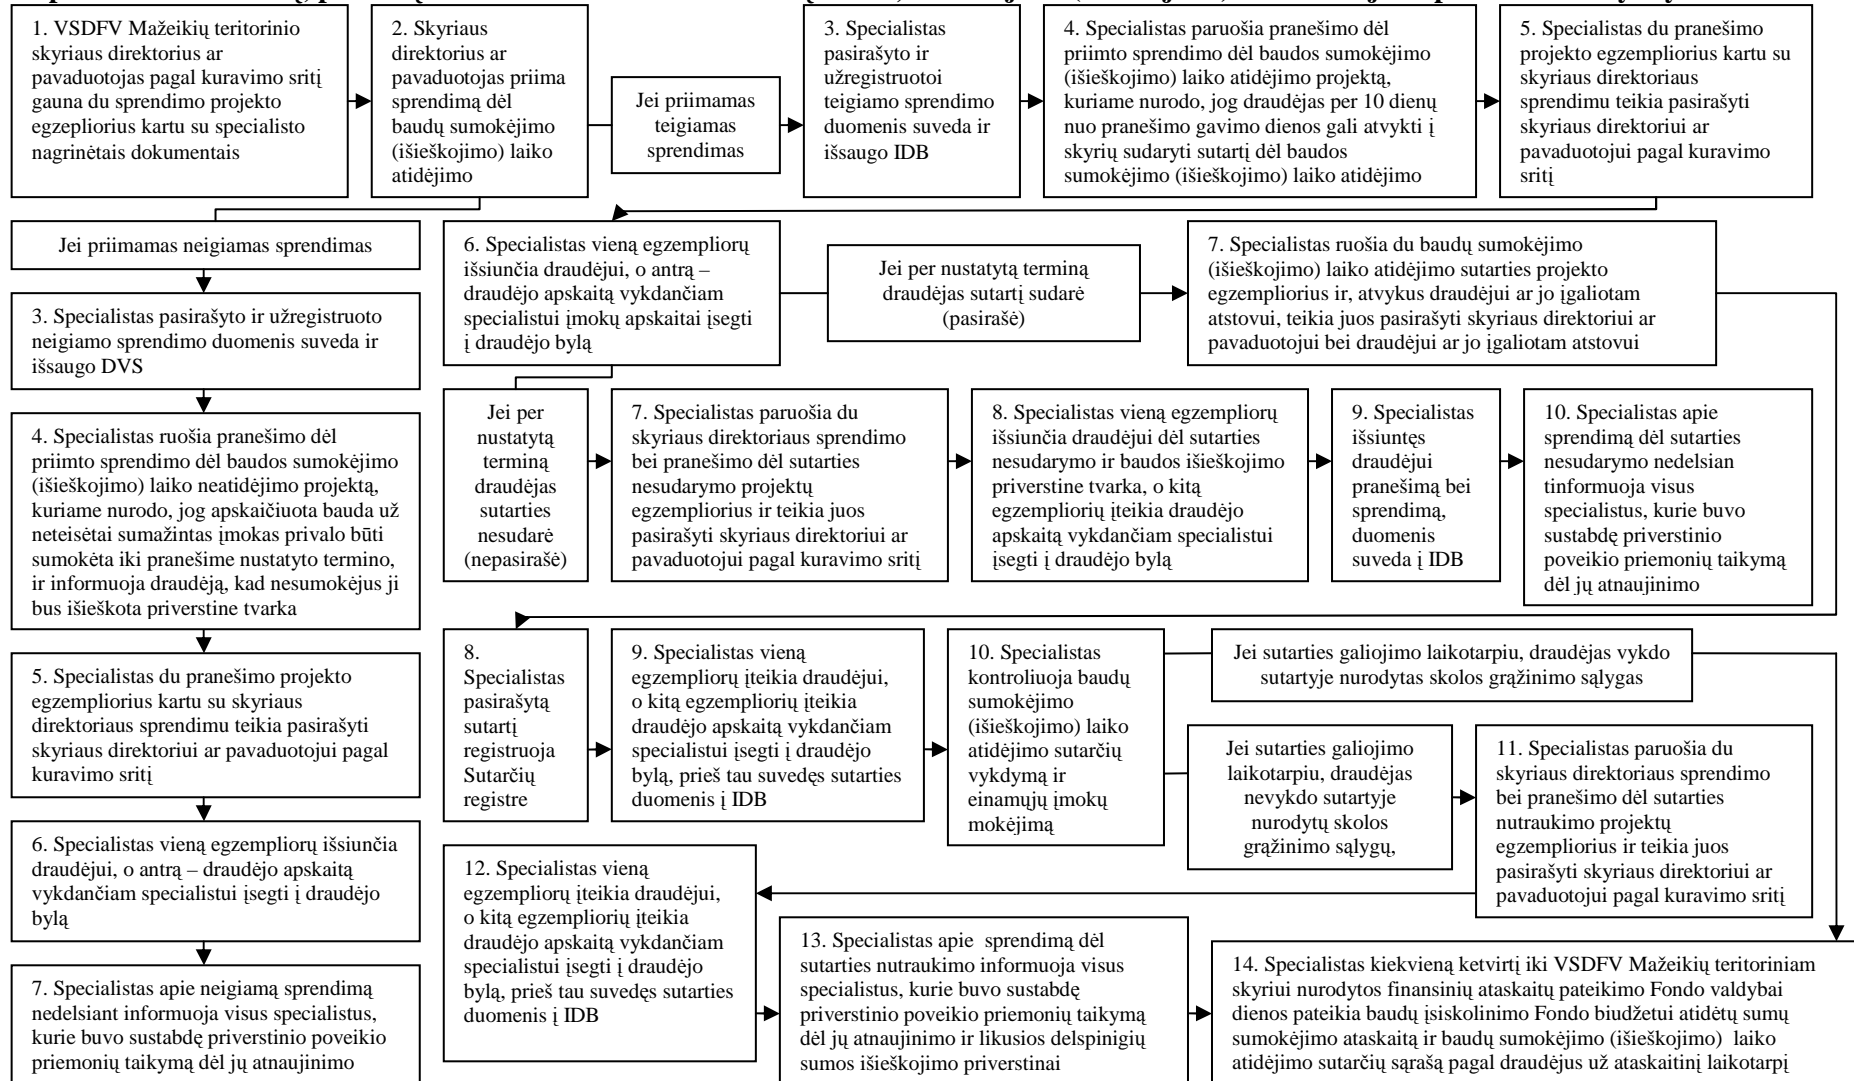 1. VSDFV Mažeikių teritorinio
skyriaus direktorius ar
pavaduotojas pagal kuravimo sritį
gauna du sprendimo projekto
egzepliorius kartu su specialisto
nagrinėtais dokumentais
2. Skyriaus
direktorius ar
pavaduotojas priima
sprendimą dėl
baudų sumokėjimo
(išieškojimo) laiko
atidėjimo
Jei priimamas
teigiamas
sprendimas
3. Specialistas
pasirašyto ir
užregistruotoi
teigiamo sprendimo
duomenis suveda ir
išsaugo IDB
4. Specialistas paruošia pranešimo dėl
priimto sprendimo dėl baudos sumokėjimo
(išieškojimo) laiko atidėjimo projektą,
kuriame nurodo, jog draudėjas per 10 dienų
nuo pranešimo gavimo dienos gali atvykti į
skyrių sudaryti sutartį dėl baudos
sumokėjimo (išieškojimo) laiko atidėjimo
5. Specialistas du pranešimo
projekto egzempliorius kartu su
skyriaus direktoriaus
sprendimu teikia pasirašyti
skyriaus direktoriui ar
pavaduotojui pagal kuravimo
sritį
Jei priimamas neigiamas sprendimas
3. Specialistas pasirašyto ir užregistruoto
neigiamo sprendimo duomenis suveda ir
išsaugo DVS
4. Specialistas ruošia pranešimo dėl
priimto sprendimo dėl baudos sumokėjimo
(išieškojimo) laiko neatidėjimo projektą,
kuriame nurodo, jog apskaičiuota bauda už
neteisėtai sumažintas įmokas privalo būti
sumokėta iki pranešime nustatyto termino,
ir informuoja draudėją, kad nesumokėjus ji
bus išieškota priverstine tvarka
5. Specialistas du pranešimo projekto
egzempliorius kartu su skyriaus
direktoriaus sprendimu teikia pasirašyti
skyriaus direktoriui ar pavaduotojui pagal
kuravimo sritį
6. Specialistas vieną egzempliorių išsiunčia
draudėjui, o antrą – draudėjo apskaitą
vykdančiam specialistui įsegti į draudėjo
bylą
7. Specialistas apie neigiamą sprendimą
nedelsiant informuoja visus specialistus,
kurie buvo sustabdę priverstinio poveikio
priemonių taikymą dėl jų atnaujinimo
6. Specialistas vieną egzempliorų
išsiunčia draudėjui, o antrą –
draudėjo apskaitą vykdančiam
specialistui įmokų apskaitai įsegti
į draudėjo bylą
Jei per nustatytą terminą
draudėjas sutartį sudarė
(pasirašė)
7. Specialistas ruošia du baudų sumokėjimo
(išieškojimo) laiko atidėjimo sutarties projekto
egzempliorius ir, atvykus draudėjui ar jo įgaliotam
atstovui, teikia juos pasirašyti skyriaus direktoriui ar
pavaduotojui bei draudėjui ar jo įgaliotam atstovui
Jei per
nustatytą
terminą
draudėjas
sutarties
nesudarė
(nepasirašė)
7. Specialistas paruošia du
skyriaus direktoriaus sprendimo
bei pranešimo dėl sutarties
nesudarymo projektų
egzempliorius ir teikia juos
pasirašyti skyriaus direktoriui ar
pavaduotojui pagal kuravimo sritį
8. Specialistas vieną egzempliorų
išsiunčia draudėjui dėl sutarties
nesudarymo ir baudos išieškojimo
priverstine tvarka, o kitą
egzempliorių įteikia draudėjo
apskaitą vykdančiam specialistui
įsegti į draudėjo bylą
9. Specialistas
išsiuntęs
draudėjui
pranešimą bei
sprendimą,
duomenis
suveda į IDB
10. Specialistas apie
sprendimą dėl sutarties
nesudarymo nedelsian
tinformuoja visus
specialistus, kurie buvo
sustabdę priverstinio
poveikio priemonių taikymą
dėl jų atnaujinimo
8.
Specialistas
pasirašytą
sutartį
registruoja
Sutarčių
registre
9. Specialistas vieną
egzempliorų įteikia draudėjui,
o kitą egzempliorių įteikia
draudėjo apskaitą vykdančiam
specialistui įsegti į draudėjo
bylą, prieš tau suvedęs sutarties
duomenis į IDB
10. Specialistas
kontroliuoja baudų
sumokėjimo
(išieškojimo) laiko
atidėjimo sutarčių
vykdymą ir
einamųjų įmokų
mokėjimą
Jei sutarties galiojimo laikotarpiu, draudėjas vykdo
sutartyje nurodytas skolos grąžinimo sąlygas
Jei sutarties galiojimo
laikotarpiu, draudėjas
nevykdo sutartyje
nurodytų skolos
grąžinimo sąlygų,
11. Specialistas paruošia du
skyriaus direktoriaus sprendimo
bei pranešimo dėl sutarties
nutraukimo projektų
egzempliorius ir teikia juos
pasirašyti skyriaus direktoriui ar
pavaduotojui pagal kuravimo sritį
12. Specialistas vieną
egzempliorų įteikia draudėjui,
o kitą egzempliorių įteikia
draudėjo apskaitą vykdančiam
specialistui įsegti į draudėjo
bylą, prieš tau suvedęs sutarties
duomenis į IDB
13. Specialistas apie sprendimą dėl
sutarties nutraukimo informuoja visus
specialistus, kurie buvo sustabdę
priverstinio poveikio priemonių taikymą
dėl jų atnaujinimo ir likusios delspinigių
sumos išieškojimo priverstinai
14. Specialistas kiekvieną ketvirtį iki VSDFV Mažeikių teritoriniam
skyriui nurodytos finansinių ataskaitų pateikimo Fondo valdybai
dienos pateikia baudų įsiskolinimo Fondo biudžetui atidėtų sumų
sumokėjimo ataskaitą ir baudų sumokėjimo (išieškojimo) laiko
atidėjimo sutarčių sąrašą pagal draudėjus už ataskaitinį laikotarpį